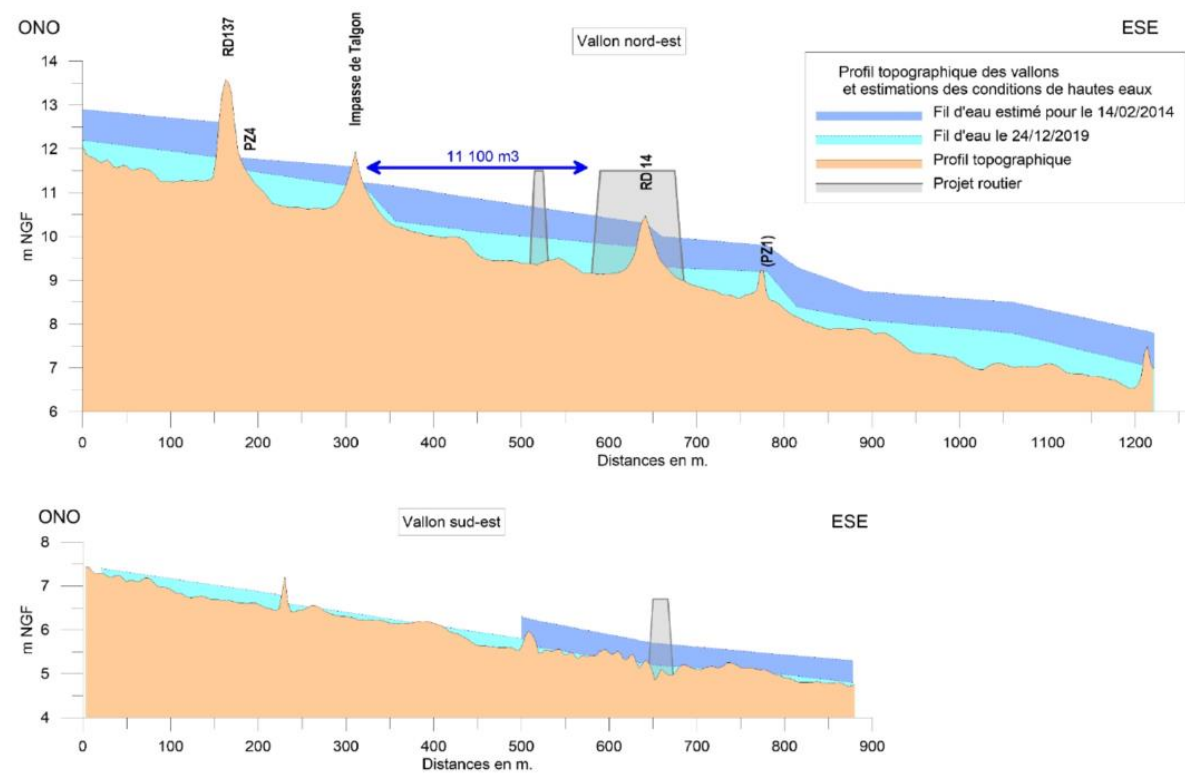 ONO
Vallon nord-est
ESE
RD137
PZ4
Impasse de Talgon
11 100 m3
RD 14
(PZ1)
Profil topographique des vallons
et estimations des conditions de hautes eaux
Fil d'eau estimé pour le 14/02/2014
Fil d'eau le 24/12/2019
Profil topographique
Projet routier
14
13
12
11
10
9
8
7
6
m NGF
0 100 200 300 400 500 600 700 800 900 1000 1100 1200
Distances en m.
ONO
Vallon sud-est
ESE
8
7
6
5
4
m NGF
0 100 200 300 400 500 600 700 800 900
Distances en m.